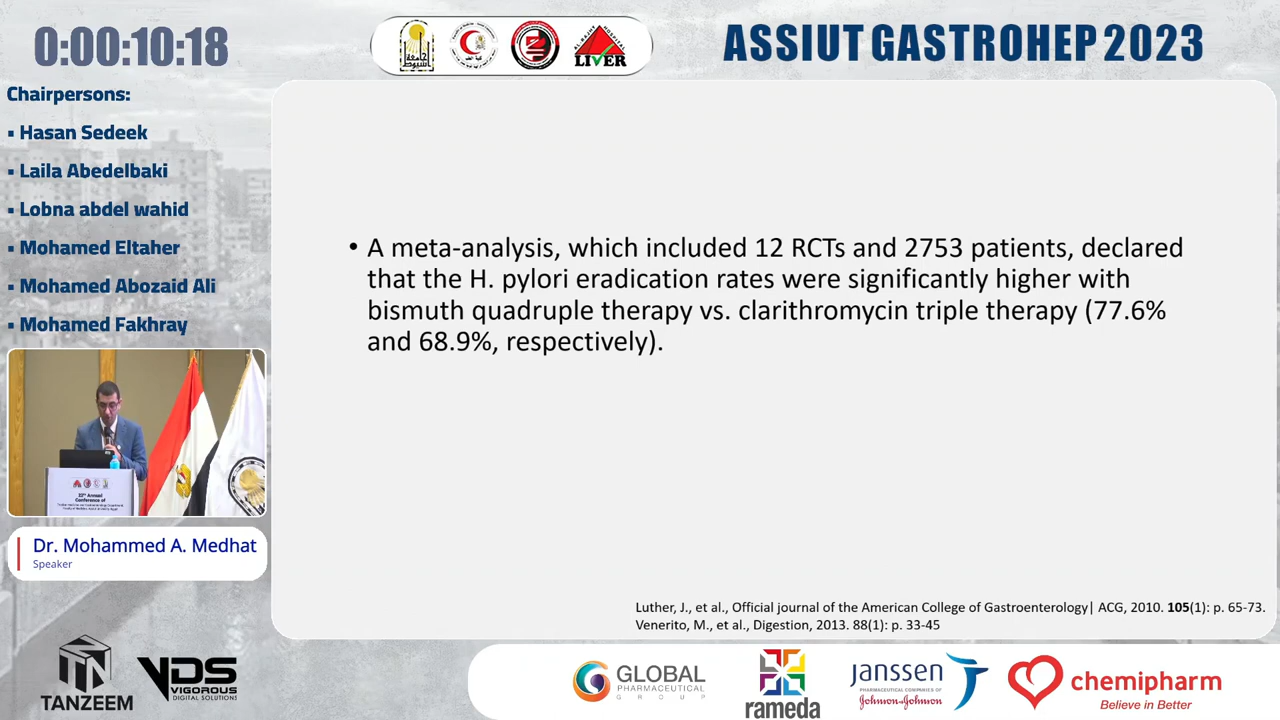 0:00:10:18
LIVER
ASSIUT GASTROHEP 2023
Chairpersons:
▪ Hasan Sedeek
▪ Laila Abedelbaki
▪ Lobna abdel wahid
▪ Mohamed Eltaher
▪ Mohamed Abozaid Ali
▪ Mohamed Fakhray
22nd Annual
Conference of
Dr. Mohammed A. Medhat
Speaker
• A meta-analysis, which included 12 RCTs and 2753 patients, declared
that the H. pylori eradication rates were significantly higher with
bismuth quadruple therapy vs. clarithromycin triple therapy (77.6%
and 68.9%, respectively).
Luther, J., et al., Official journal of the American College of Gastroenterology| ACG, 2010. 105(1): p. 65-73.
Venerito, M., et al., Digestion, 2013. 88(1): p. 33-45
TANZEEM
VDS
VIGOROUS
DIGITAL SOLUTIONS
GLOBAL
PHARMACEUTICAL
GROUP
rameda
janssen
PHARMACEUTICAL COMPANIES OF
Johnson & Johnson
chemipharm
Believe in Better